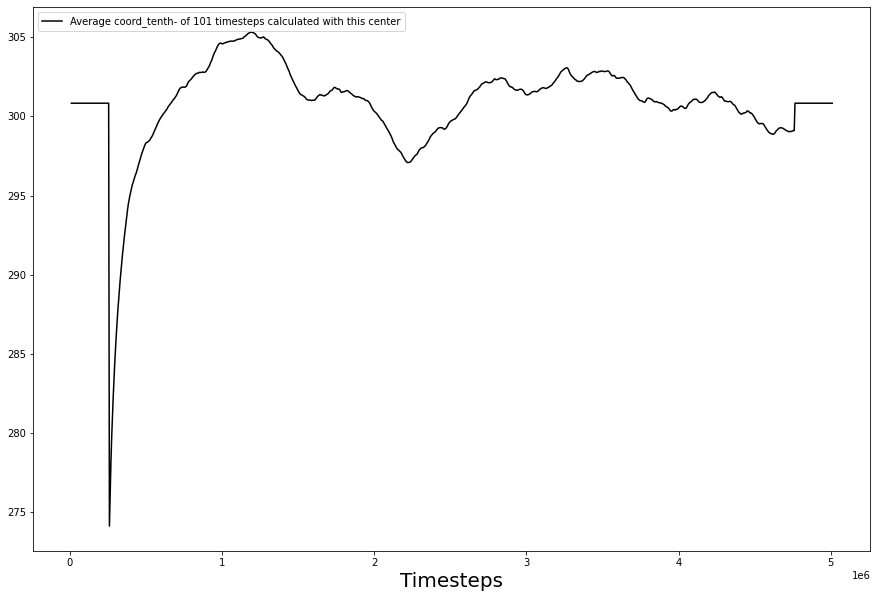 Average coord_tenth- of 101 timesteps calculated with this center
305
300
295
290
285
280
275
0 1 2 3 4 5
1e6
Timesteps